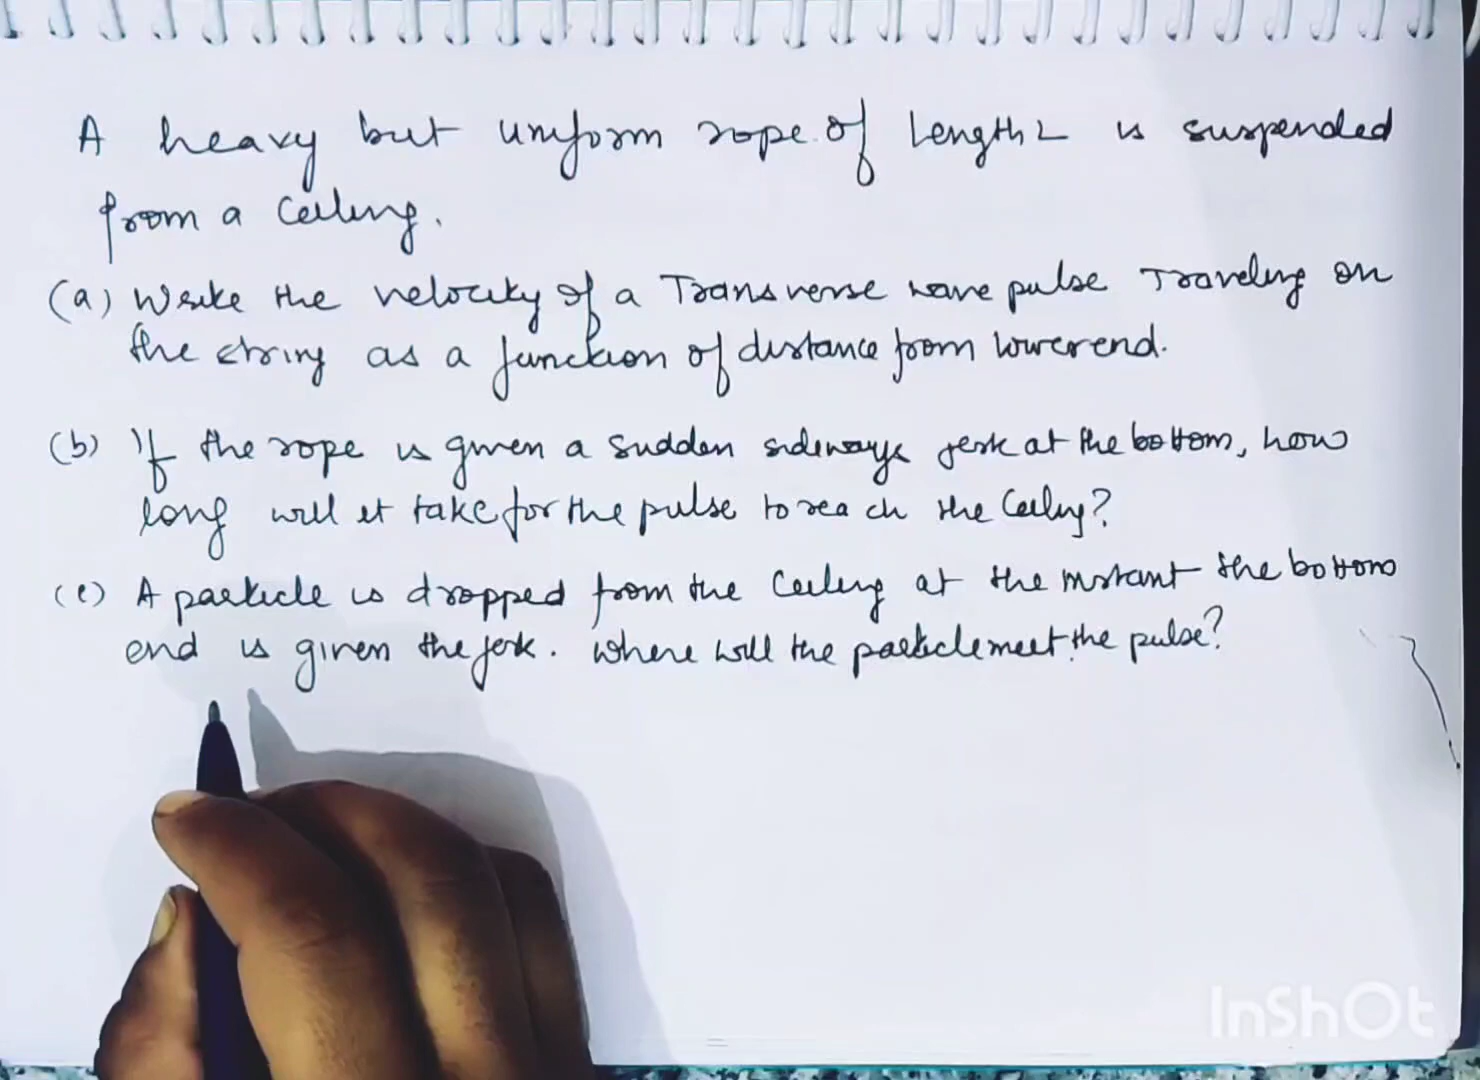 A heavy but uniform rope of Length L is suspended
from a Ceiling.
(a) Write the velocity of a Transverse wave pulse Traveling on
the string as a function of distance from lower end.
(b) If the rope is given a sudden sideways jerk at the bottom, how
long will it take for the pulse to reach the Ceiling?
(c) A particle is dropped from the Ceiling at the instant the bottom
end is given the jerk. Where will the particle meet the pulse?
InShOt